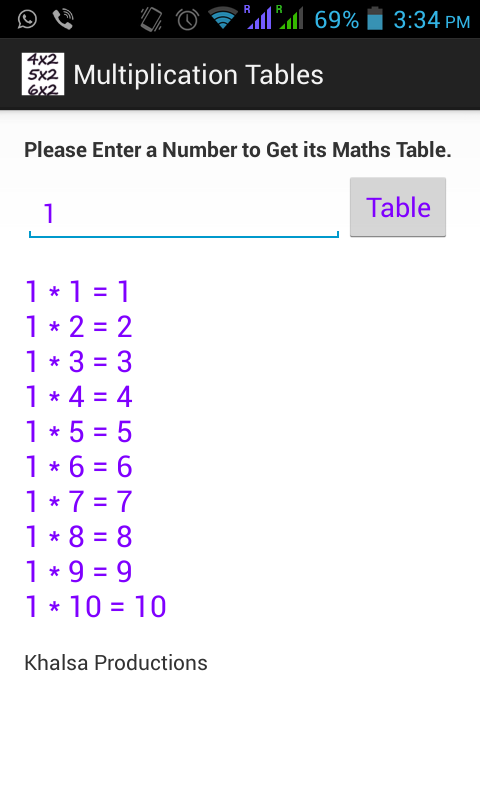 R R 69% 3:34 PM
4x2
5x2
6x2
Multiplication Tables
Please Enter a Number to Get its Maths Table.
1 Table
1 * 1 = 1
1 * 2 = 2
1 * 3 = 3
1 * 4 = 4
1 * 5 = 5
1 * 6 = 6
1 * 7 = 7
1 * 8 = 8
1 * 9 = 9
1 * 10 = 10
Khalsa Productions